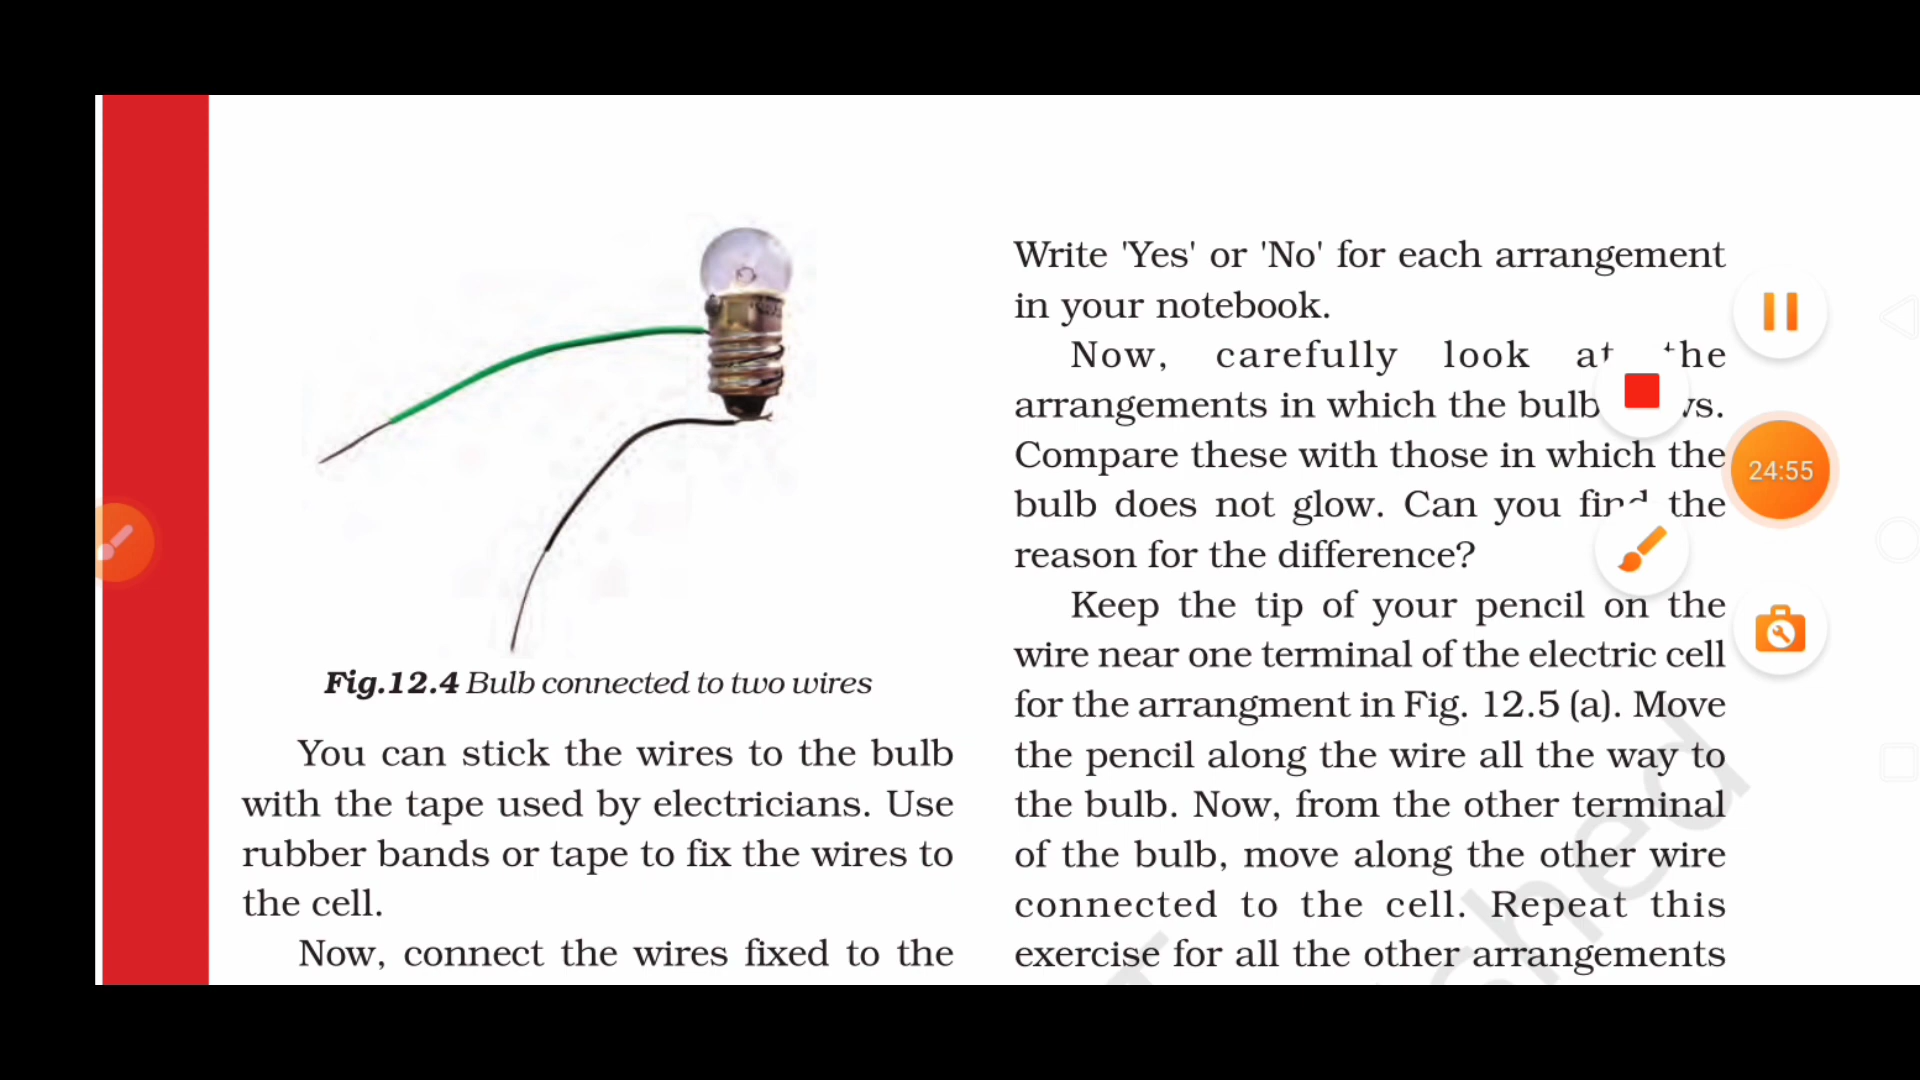 Fig.12.4 Bulb connected to two wires
You can stick the wires to the bulb
with the tape used by electricians. Use
rubber bands or tape to fix the wires to
the cell.
Now, connect the wires fixed to the
Write 'Yes' or 'No' for each arrangement
in your notebook.
Now, carefully look at the
arrangements in which the bulb
Compare these with those in which the
bulb does not glow. Can you find the
reason for the difference?
Keep the tip of your pencil on the
wire near one terminal of the electric cell
for the arrangment in Fig. 12.5 (a). Move
the pencil along the wire all the way to
the bulb. Now, from the other terminal
of the bulb, move along the other wire
connected to the cell. Repeat this
exercise for all the other arrangements
24:55